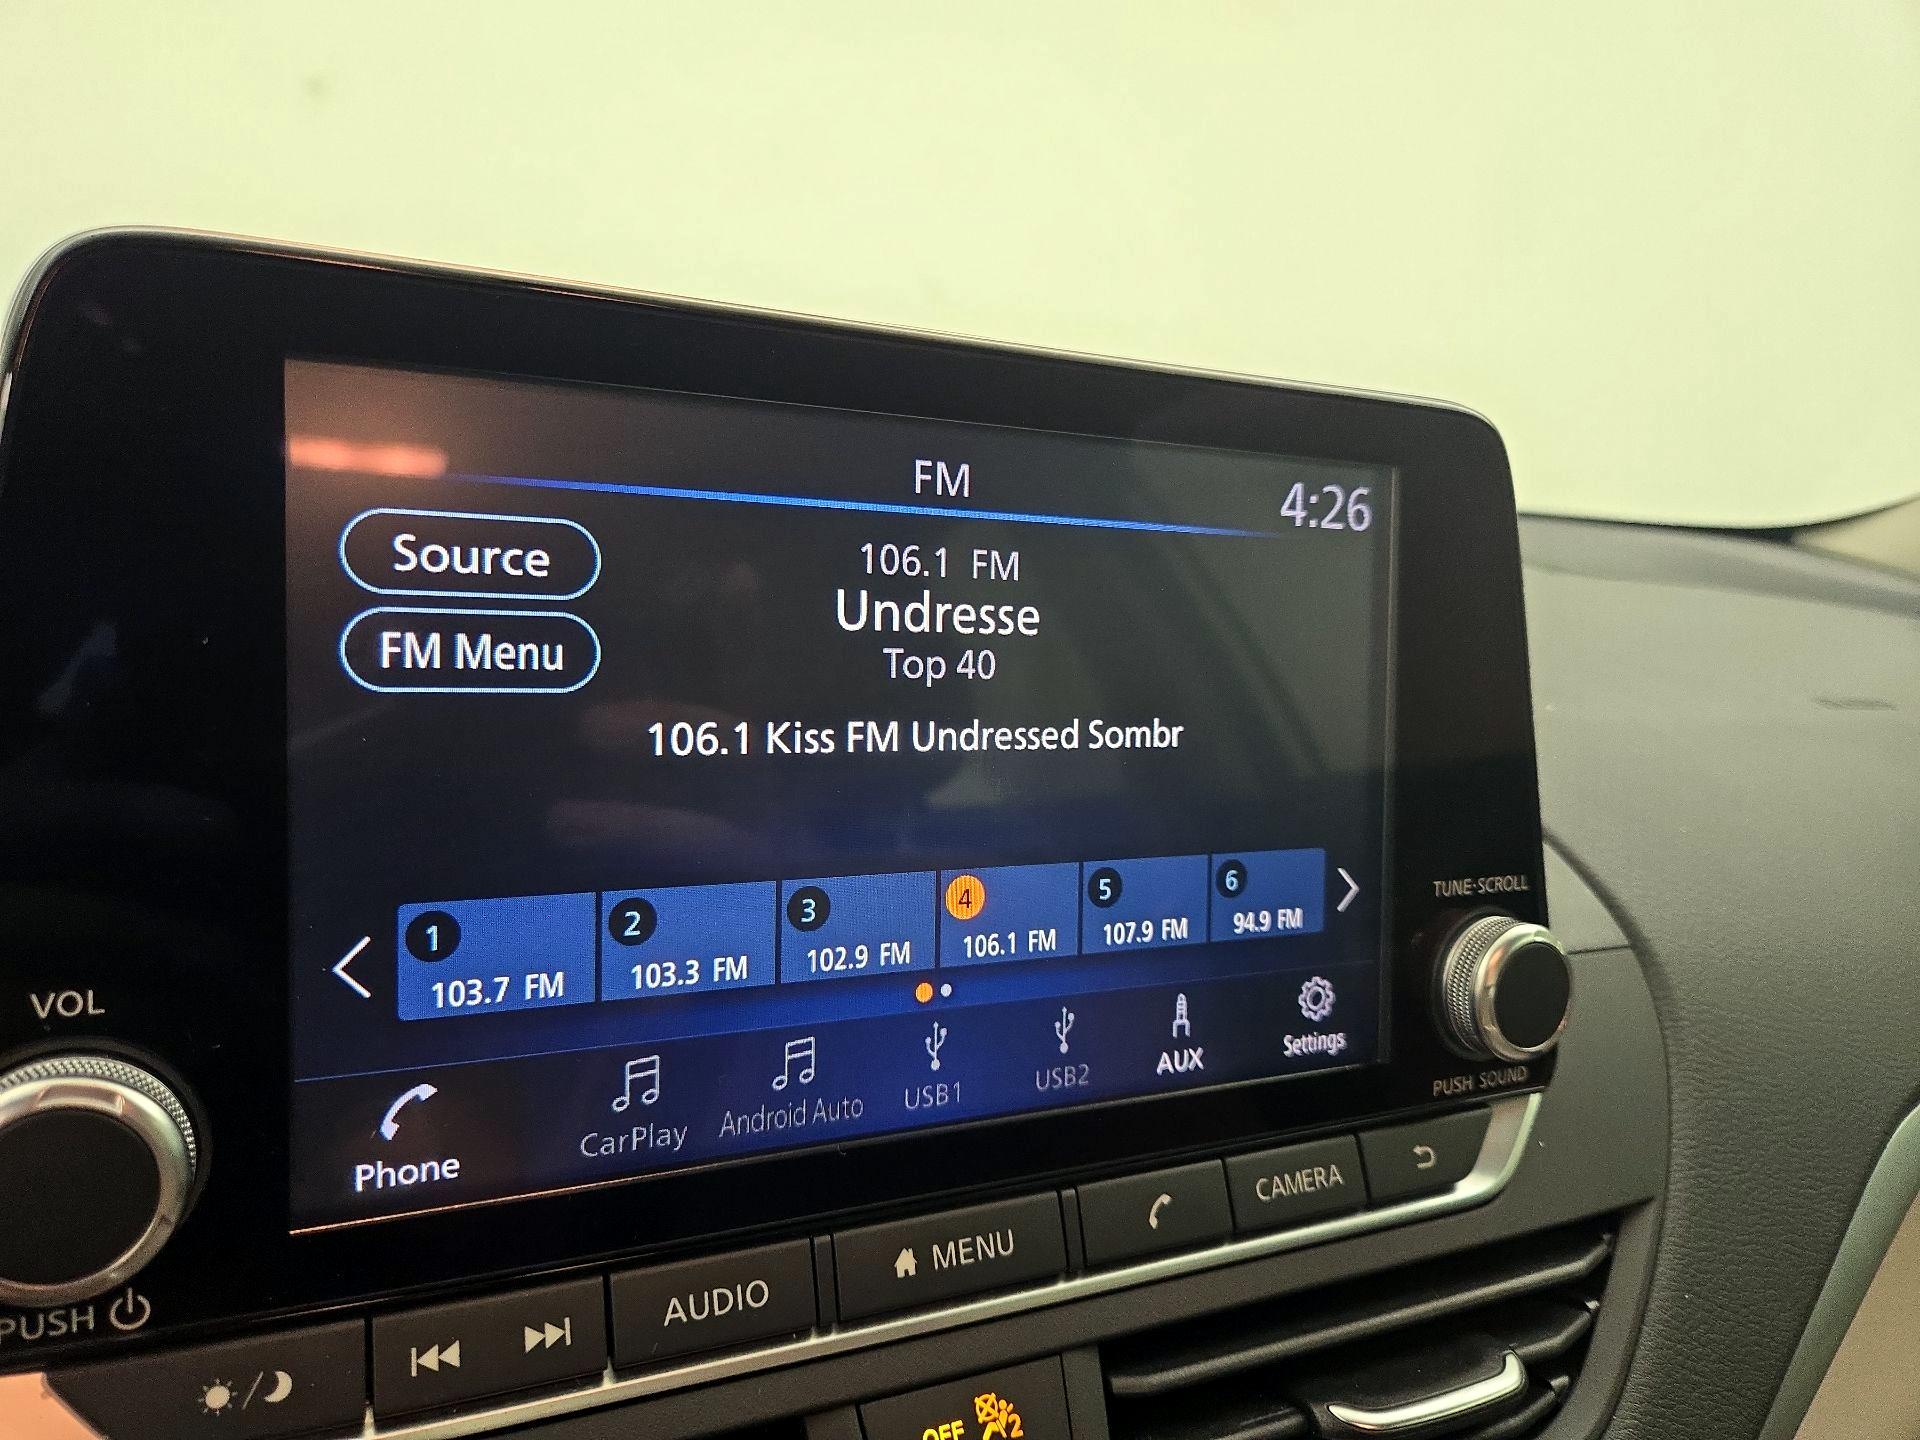 FM
4:26
Source
106.1 FM
Undresse
FM Menu
Top 40
106.1 Kiss FM Undressed Sombr
1
103.7 FM
2
103.3 FM
3
102.9 FM
4
106.1 FM
5
107.9 FM
6
94.9 FM
Phone
CarPlay
Android Auto
USB1
USB2
AUX
Settings
VOL
PUSH
TUNE·SCROLL
PUSH SOUND
AUDIO
MENU
CAMERA
OFF
2